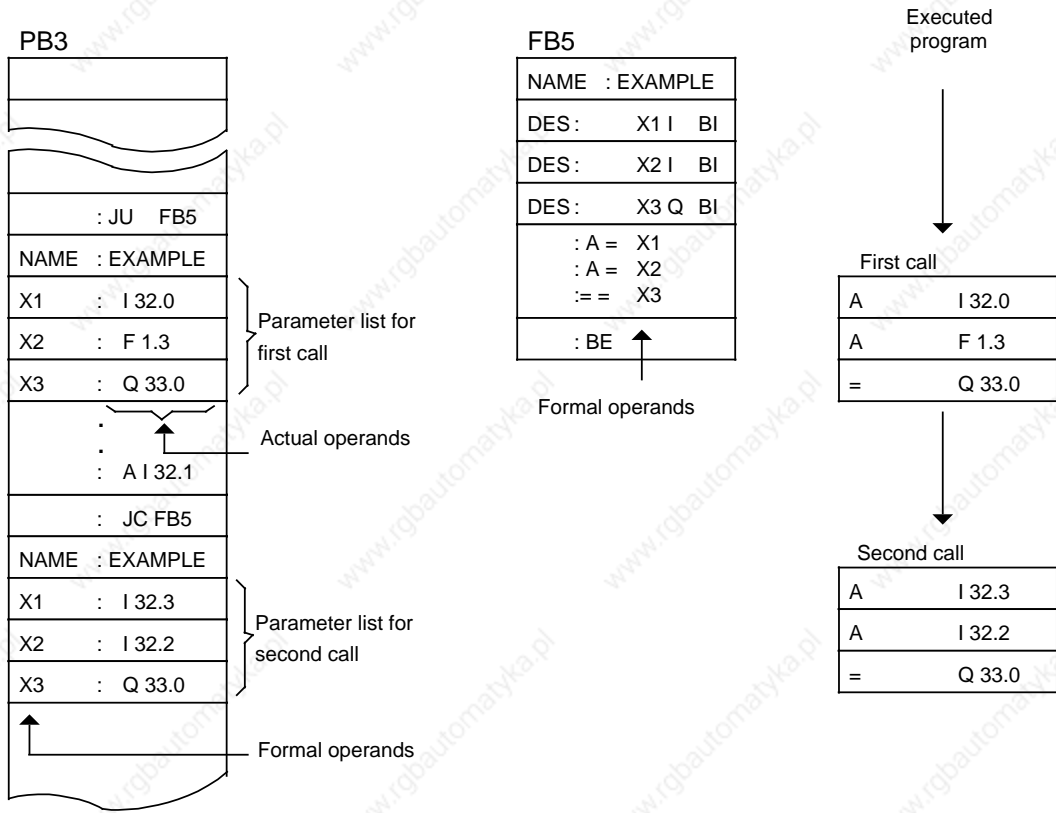 PB3
: JU FB5
NAME : EXAMPLE
X1 : I 32.0
X2 : F 1.3
X3 : Q 33.0
Parameter list for
first call
Actual operands
.
.
: A I 32.1
: JC FB5
NAME : EXAMPLE
X1 : I 32.3
X2 : I 32.2
X3 : Q 33.0
Parameter list for
second call
Formal operands
FB5
NAME : EXAMPLE
DES : X1 I BI
DES : X2 I BI
DES : X3 Q BI
: A = X1
: A = X2
:= = X3
: BE
Formal operands
Executed
program
First call
A I 32.0
A F 1.3
= Q 33.0
Second call
A I 32.3
A I 32.2
= Q 33.0
www.rgbautomatyka.pl